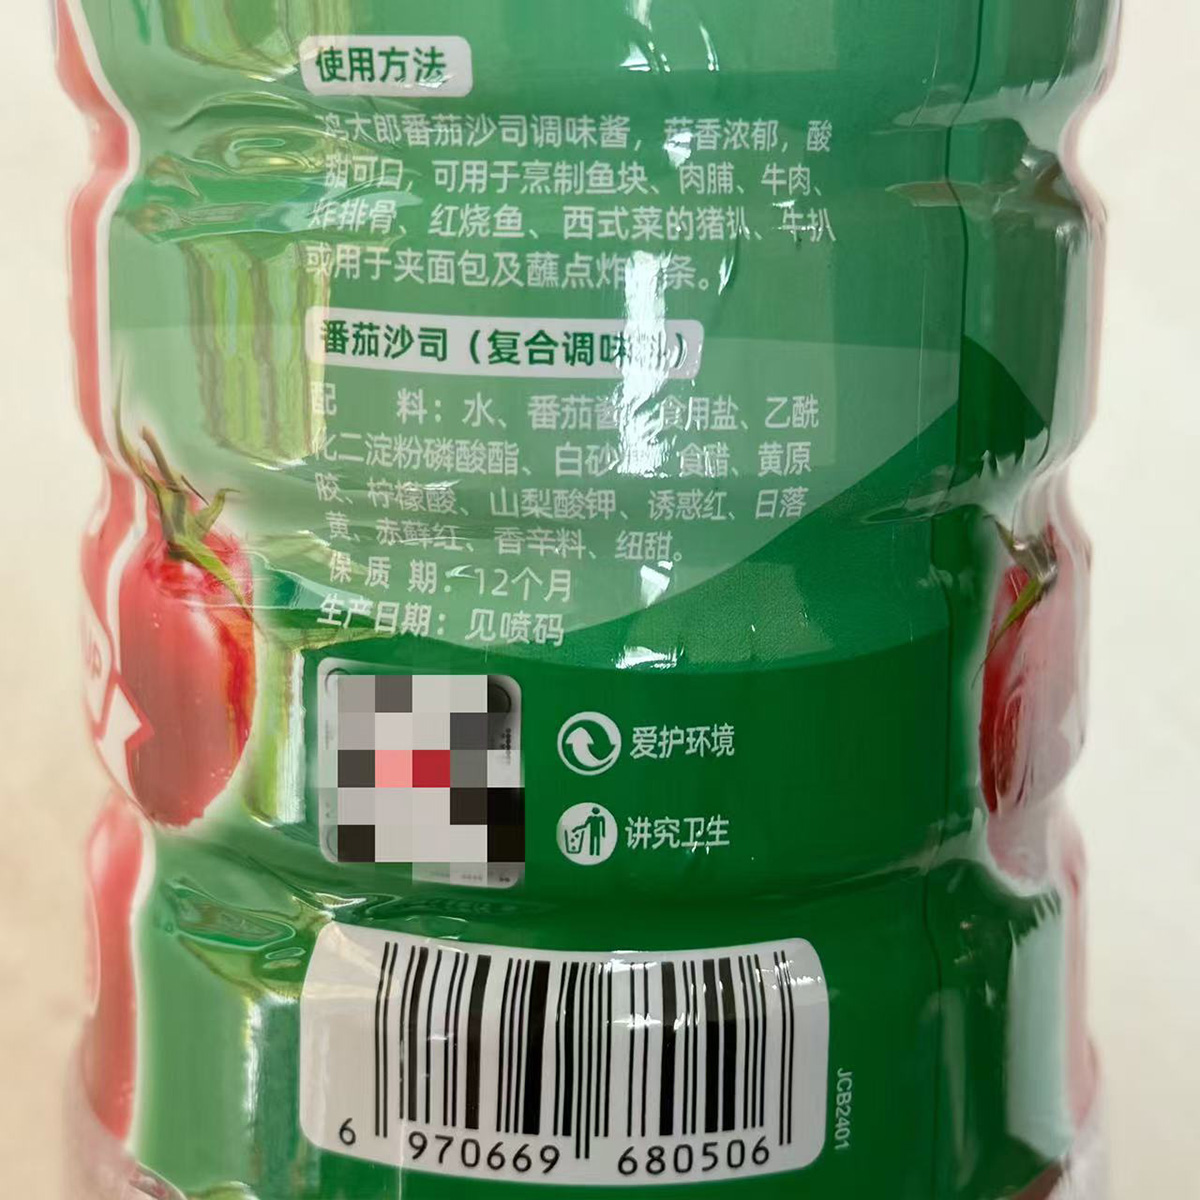 使用方法
鸡太郎番茄沙司调味酱，茄香浓郁，酸
甜可口，可用于烹制鱼块、肉脯、牛肉、
炸排骨、红烧鱼、西式菜的猪扒、牛扒
或用于夹面包及蘸点炸条。
番茄沙司（复合调味料）
配 料：水、番茄酱、食用盐、乙酰
化二淀粉磷酸酯、白砂糖、食醋、黄原
胶、柠檬酸、山梨酸钾、诱惑红、日落
黄、赤藓红、香辛料、纽甜。
保 质 期：12个月
生产日期：见喷码
爱护环境
讲究卫生
JCB2401
6 970669 680506